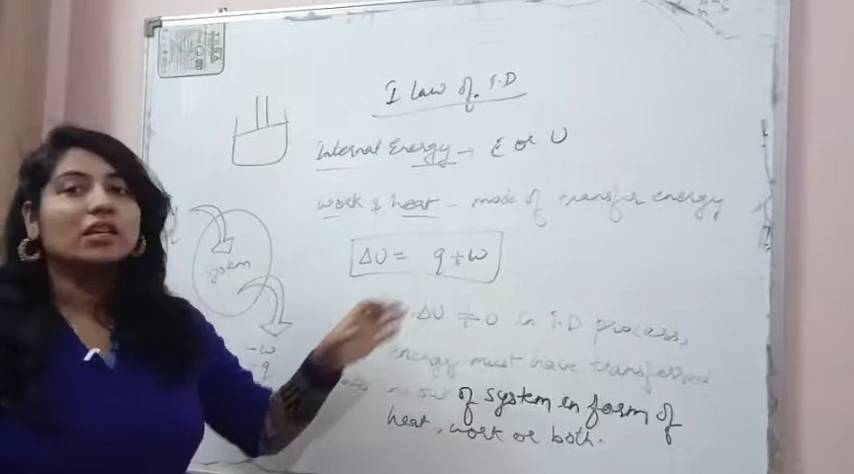 I Law of T.D
Internal Energy → E or U
work & heat - mode of transfer energy
system
ΔU = q+w
ΔU ≠ 0 in T.D process,
-w
-q
energy must have transferred
out of system in form of
heat, work or both.